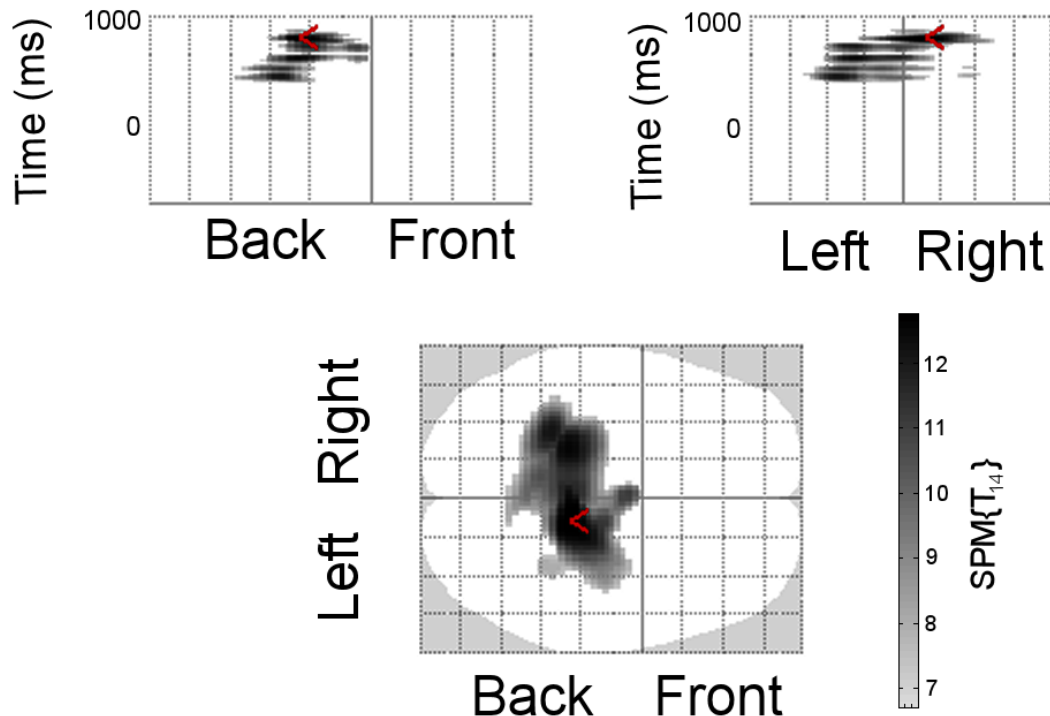 1000
0
Time (ms)
Back Front
1000
0
Time (ms)
Left Right
Left Right
Back Front
12
11
10
9
8
7
SPM{T₁₄}